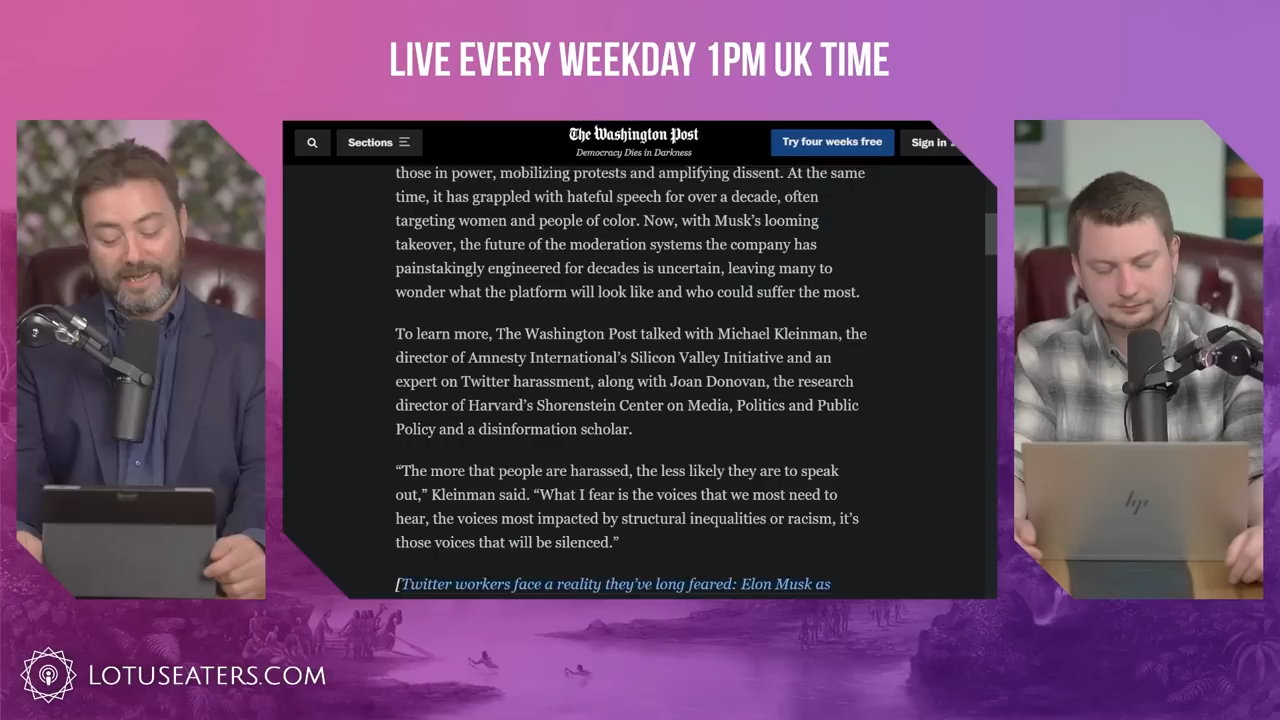 LIVE EVERY WEEKDAY 1PM UK TIME
Sections
The Washington Post
Democracy Dies in Darkness
Try four weeks free
Sign in
those in power, mobilizing protests and amplifying dissent. At the same
time, it has grappled with hateful speech for over a decade, often
targeting women and people of color. Now, with Musk’s looming
takeover, the future of the moderation systems the company has
painstakingly engineered for decades is uncertain, leaving many to
wonder what the platform will look like and who could suffer the most.
To learn more, The Washington Post talked with Michael Kleinman, the
director of Amnesty International’s Silicon Valley Initiative and an
expert on Twitter harassment, along with Joan Donovan, the research
director of Harvard’s Shorenstein Center on Media, Politics and Public
Policy and a disinformation scholar.
“The more that people are harassed, the less likely they are to speak
out,” Kleinman said. “What I fear is the voices that we most need to
hear, the voices most impacted by structural inequalities or racism, it’s
those voices that will be silenced.”
[Twitter workers face a reality they’ve long feared: Elon Musk as
hp
LOTUSEATERS.COM